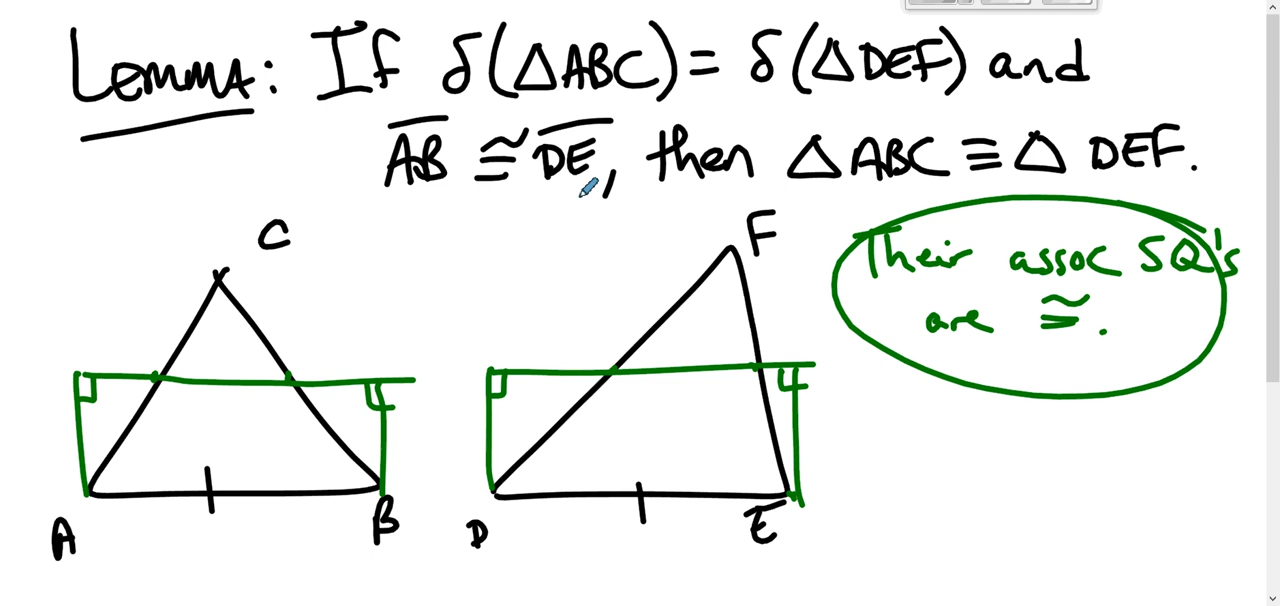 Lemma: If δ(△ABC) = δ(△DEF) and
AB ≅ DE, then △ABC ≡ △DEF.
C
F
Their assoc SQ's
are ≅.
A
B
D
E